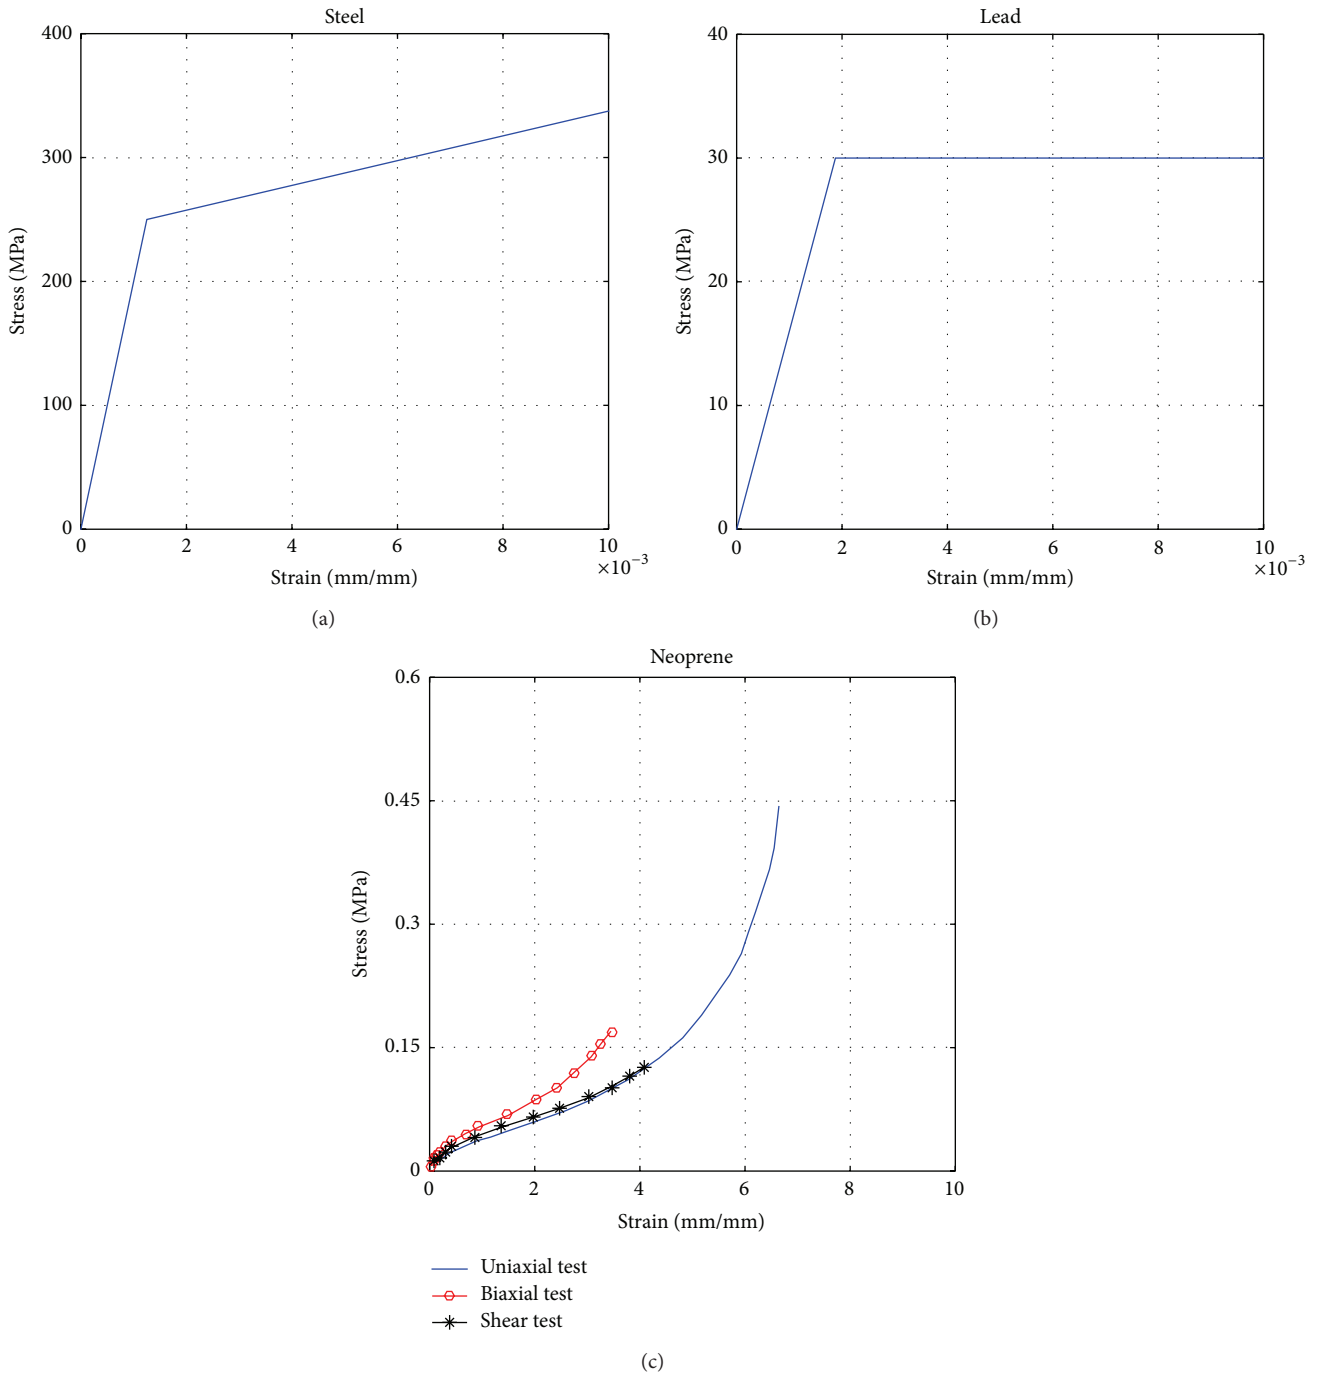 Steel
400
300
200
100
0
Stress (MPa)
0 2 4 6 8 10
×10−3
Strain (mm/mm)
(a)
Lead
40
30
20
10
0
Stress (MPa)
0 2 4 6 8 10
×10−3
Strain (mm/mm)
(b)
Neoprene
0.6
0.45
0.3
0.15
0
Stress (MPa)
0 2 4 6 8 10
Strain (mm/mm)
Uniaxial test
Biaxial test
Shear test
(c)